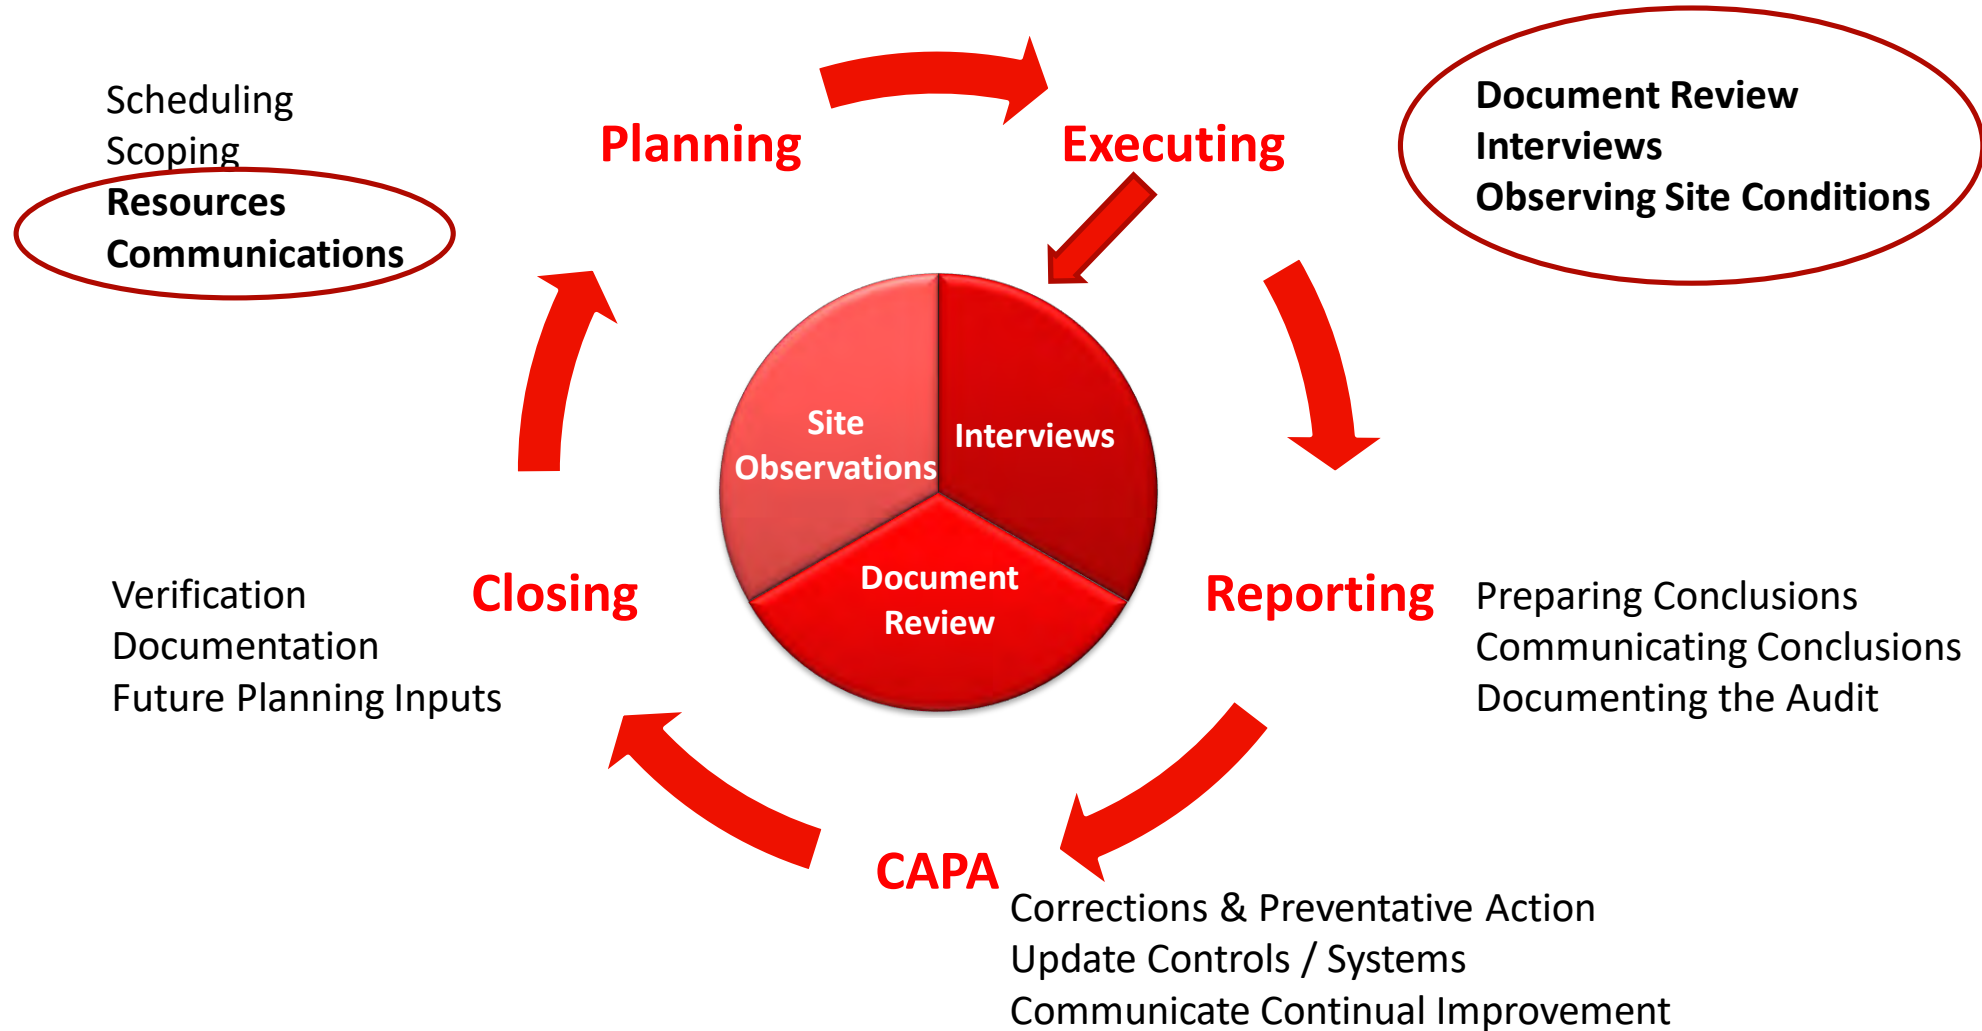 Scheduling
Scoping
Resources
Communications
Planning
Executing
Document Review
Interviews
Observing Site Conditions
Site
Observations
Interviews
Document
Review
Closing
Verification
Documentation
Future Planning Inputs
Reporting
Preparing Conclusions
Communicating Conclusions
Documenting the Audit
CAPA
Corrections & Preventative Action
Update Controls / Systems
Communicate Continual Improvement